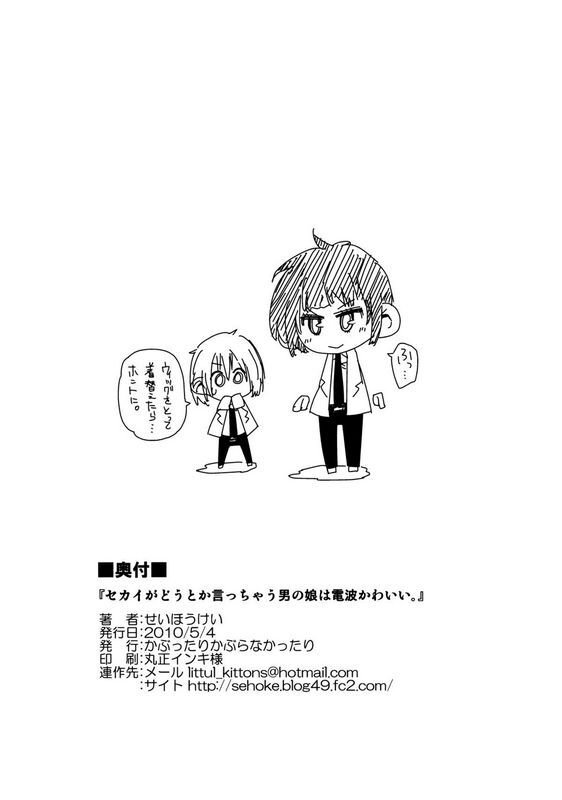 ウィッグをとって
着替えたら…
ホントに。
ふっ…
■奥付■
『セカイがどうとか言っちゃう男の娘は電波かわいい。』
著　者:せいほうけい
発行日:2010/5/4
発　行:かぶったりかぶらなかったり
印　刷:丸正インキ様
連作先:メール littul_kittons@hotmail.com
:サイト http://sehoke.blog49.fc2.com/